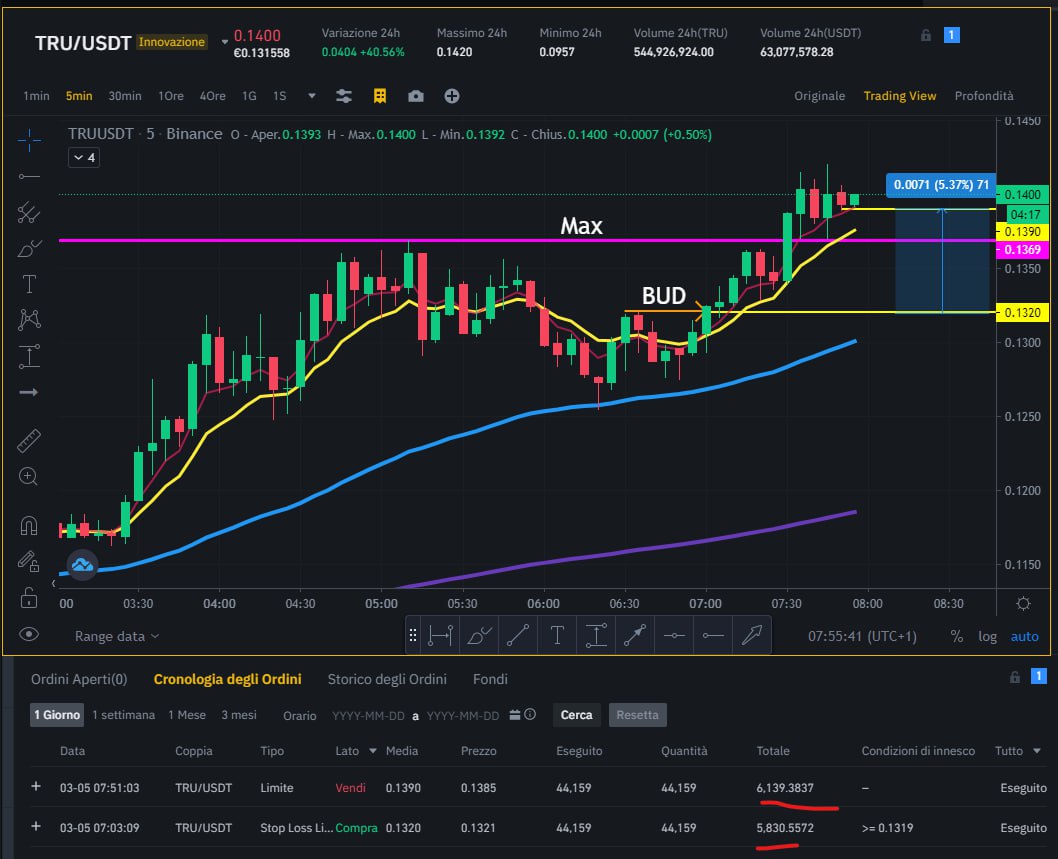 TRU/USDT Innovazione 0.1400 €0.131558
Variazione 24h Massimo 24h Minimo 24h Volume 24h(TRU) Volume 24h(USDT) 1
0.0404 +40.56% 0.1420 0.0957 544,926,924.00 63,077,578.28
1min 5min 30min 1Ore 4Ore 1G 1S Originale Trading View Profondità
TRUUSDT · 5 · Binance O - Aper.0.1393 H - Max.0.1400 L - Min.0.1392 C - Chius.0.1400 +0.0007 (+0.50%)
4
0.1450
0.0071 (5.37%) 71
0.1400
04:17
Max
0.1390
0.1369
0.1350
BUD
0.1320
0.1300
0.1250
0.1200
0.1150
00 03:30 04:00 04:30 05:00 05:30 06:00 06:30 07:00 07:30 08:00 08:30
Range data 07:55:41 (UTC+1) % log auto
Ordini Aperti(0) Cronologia degli Ordini Storico degli Ordini Fondi 1
1 Giorno 1 settimana 1 Mese 3 mesi Orario YYYY-MM-DD a YYYY-MM-DD Cerca Resetta
Data Coppia Tipo Lato Media Prezzo Eseguito Quantità Totale Condizioni di innesco Tutto
+ 03-05 07:51:03 TRU/USDT Limite Vendi 0.1390 0.1385 44,159 44,159 6,139.3837 – Eseguito
+ 03-05 07:03:09 TRU/USDT Stop Loss Li... Compra 0.1320 0.1321 44,159 44,159 5,830.5572 >= 0.1319 Eseguito